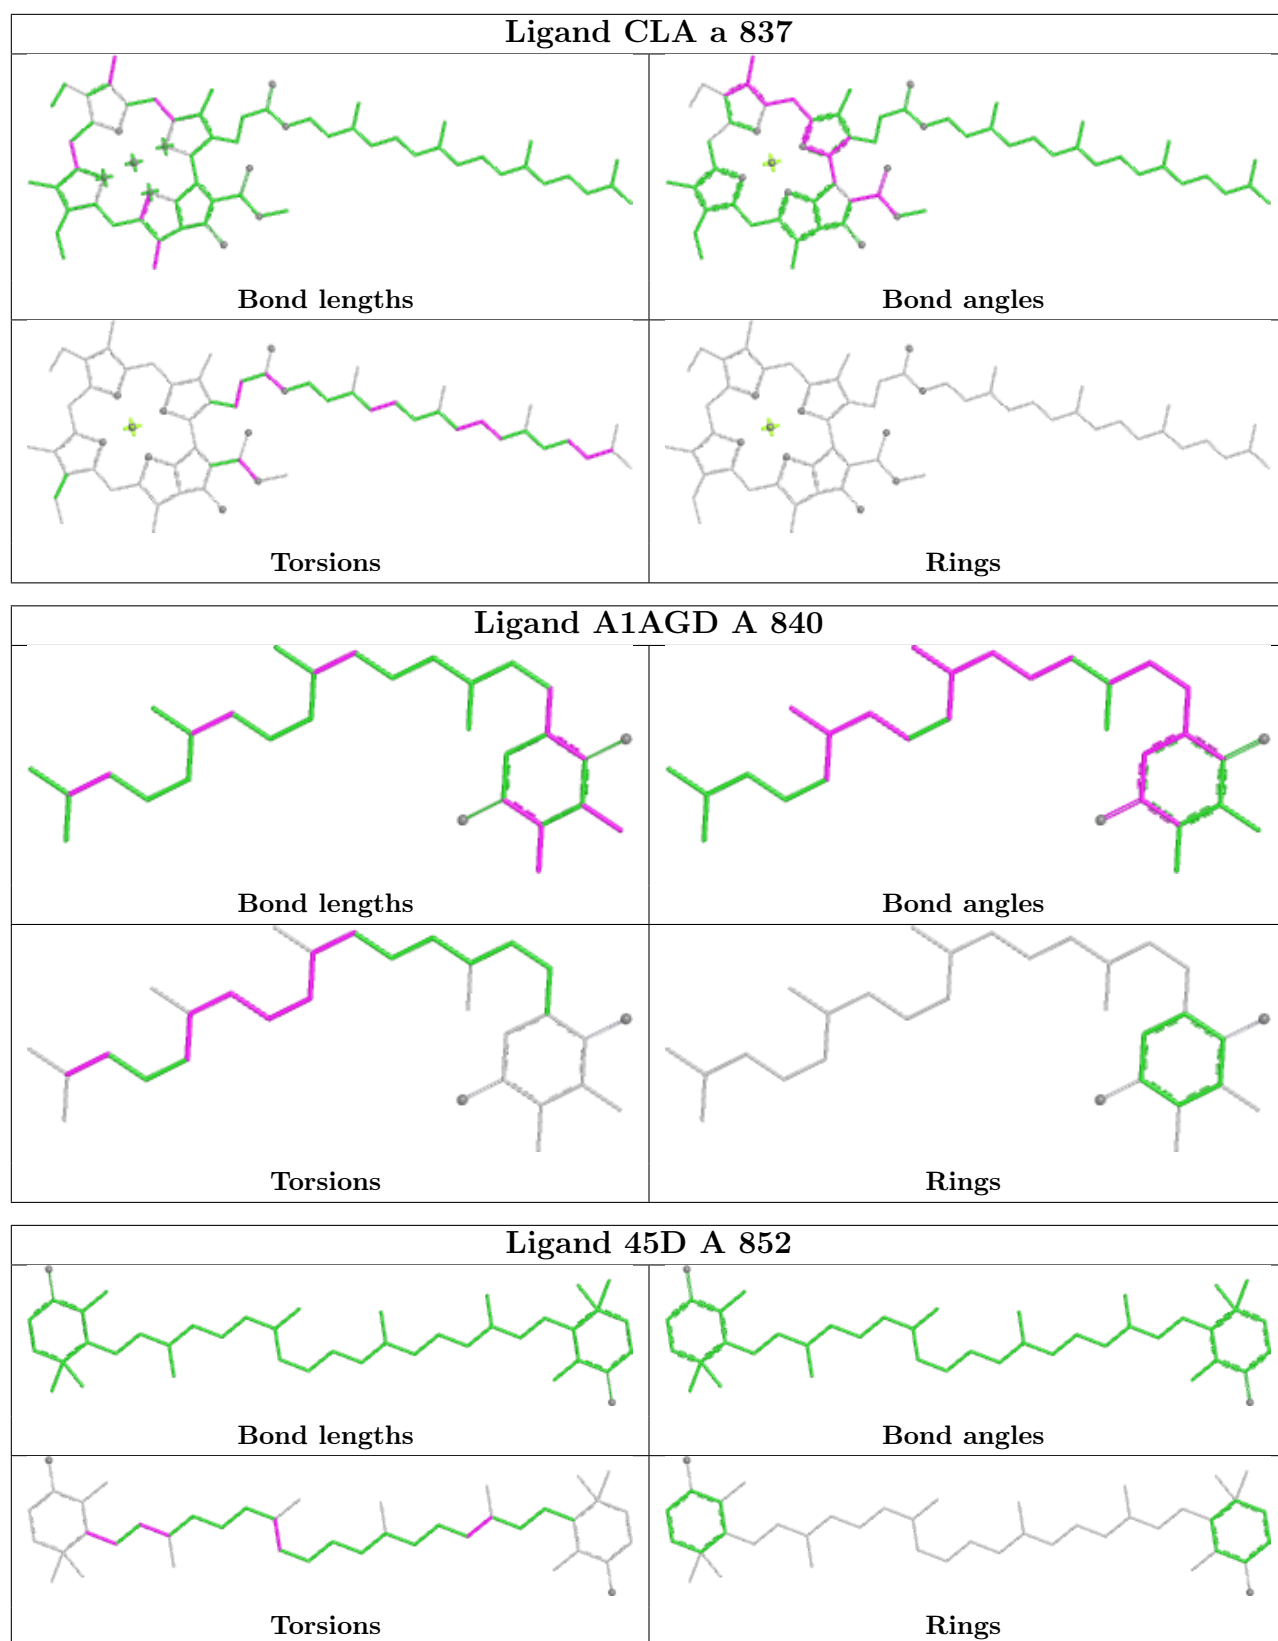 Ligand CLA a 837
Bond lengths
Bond angles
Torsions
Rings
Ligand A1AGD A 840
Bond lengths
Bond angles
Torsions
Rings
Ligand 45D A 852
Bond lengths
Bond angles
Torsions
Rings